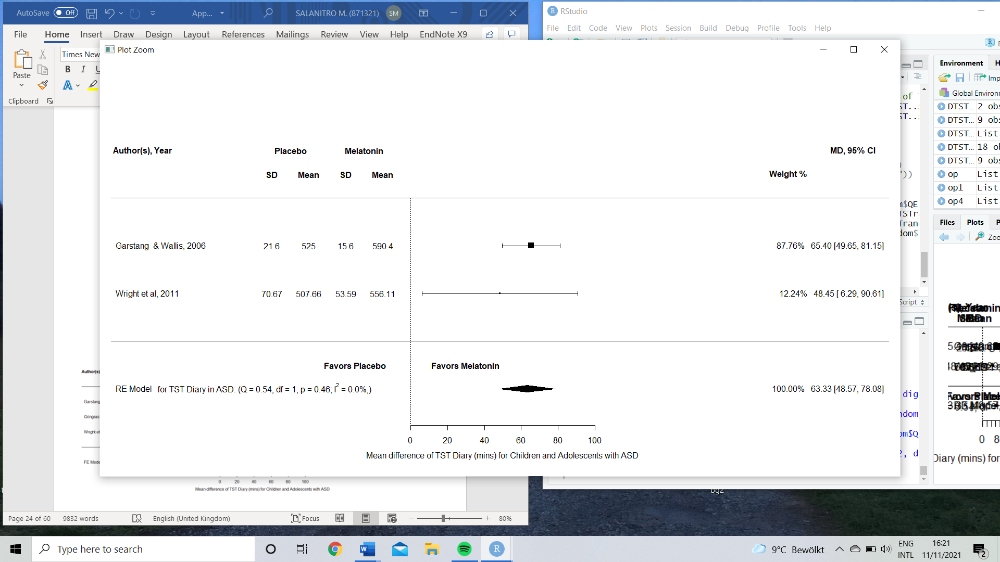 AutoSave Off App... SALANITRO M. (871321) SM
File Home Insert Draw Design Layout References Mailings Review View Help EndNote X9
Paste
Clipboard
Times New
B I U
A
RStudio
File Edit Code View Plots Session Build Debug Profile Tools Help
Plot Zoom
Author(s), Year Placebo Melatonin MD, 95% CI
SD Mean SD Mean Weight %
Garstang & Wallis, 2006 21.6 525 15.6 590.4 87.76% 65.40 [49.65, 81.15]
Wright et al, 2011 70.67 507.66 53.59 556.11 12.24% 48.45 [ 6.29, 90.61]
Favors Placebo Favors Melatonin
RE Model for TST Diary in ASD: (Q = 0.54, df = 1, p = 0.46; I2 = 0.0%,) 100.00% 63.33 [48.57, 78.08]
0 20 40 60 80 100
Mean difference of TST Diary (mins) for Children and Adolescents with ASD
Author(s)
Garstang
Gringras
Wright et
FE Mode
0 20 40 60 80 100
Mean difference of TST Diary (mins) for Children and Adolescents with ASD
Page 24 of 60 9832 words English (United Kingdom) Focus 80%
Environment H
Imp
Global Environ
DTST... 2 obs
DTST... 9 obs
DTST... List
DTST... 18 ob
DTST... 9 obs
op List
op1 List
op4 List
Files Plots P
Zoo
of
Script
dig
ndom
om$Q
2, d
0 8
Diary (mins) for
bg2
Type here to search
9°C Bewölkt ENG INTL 16:21 11/11/2021 2